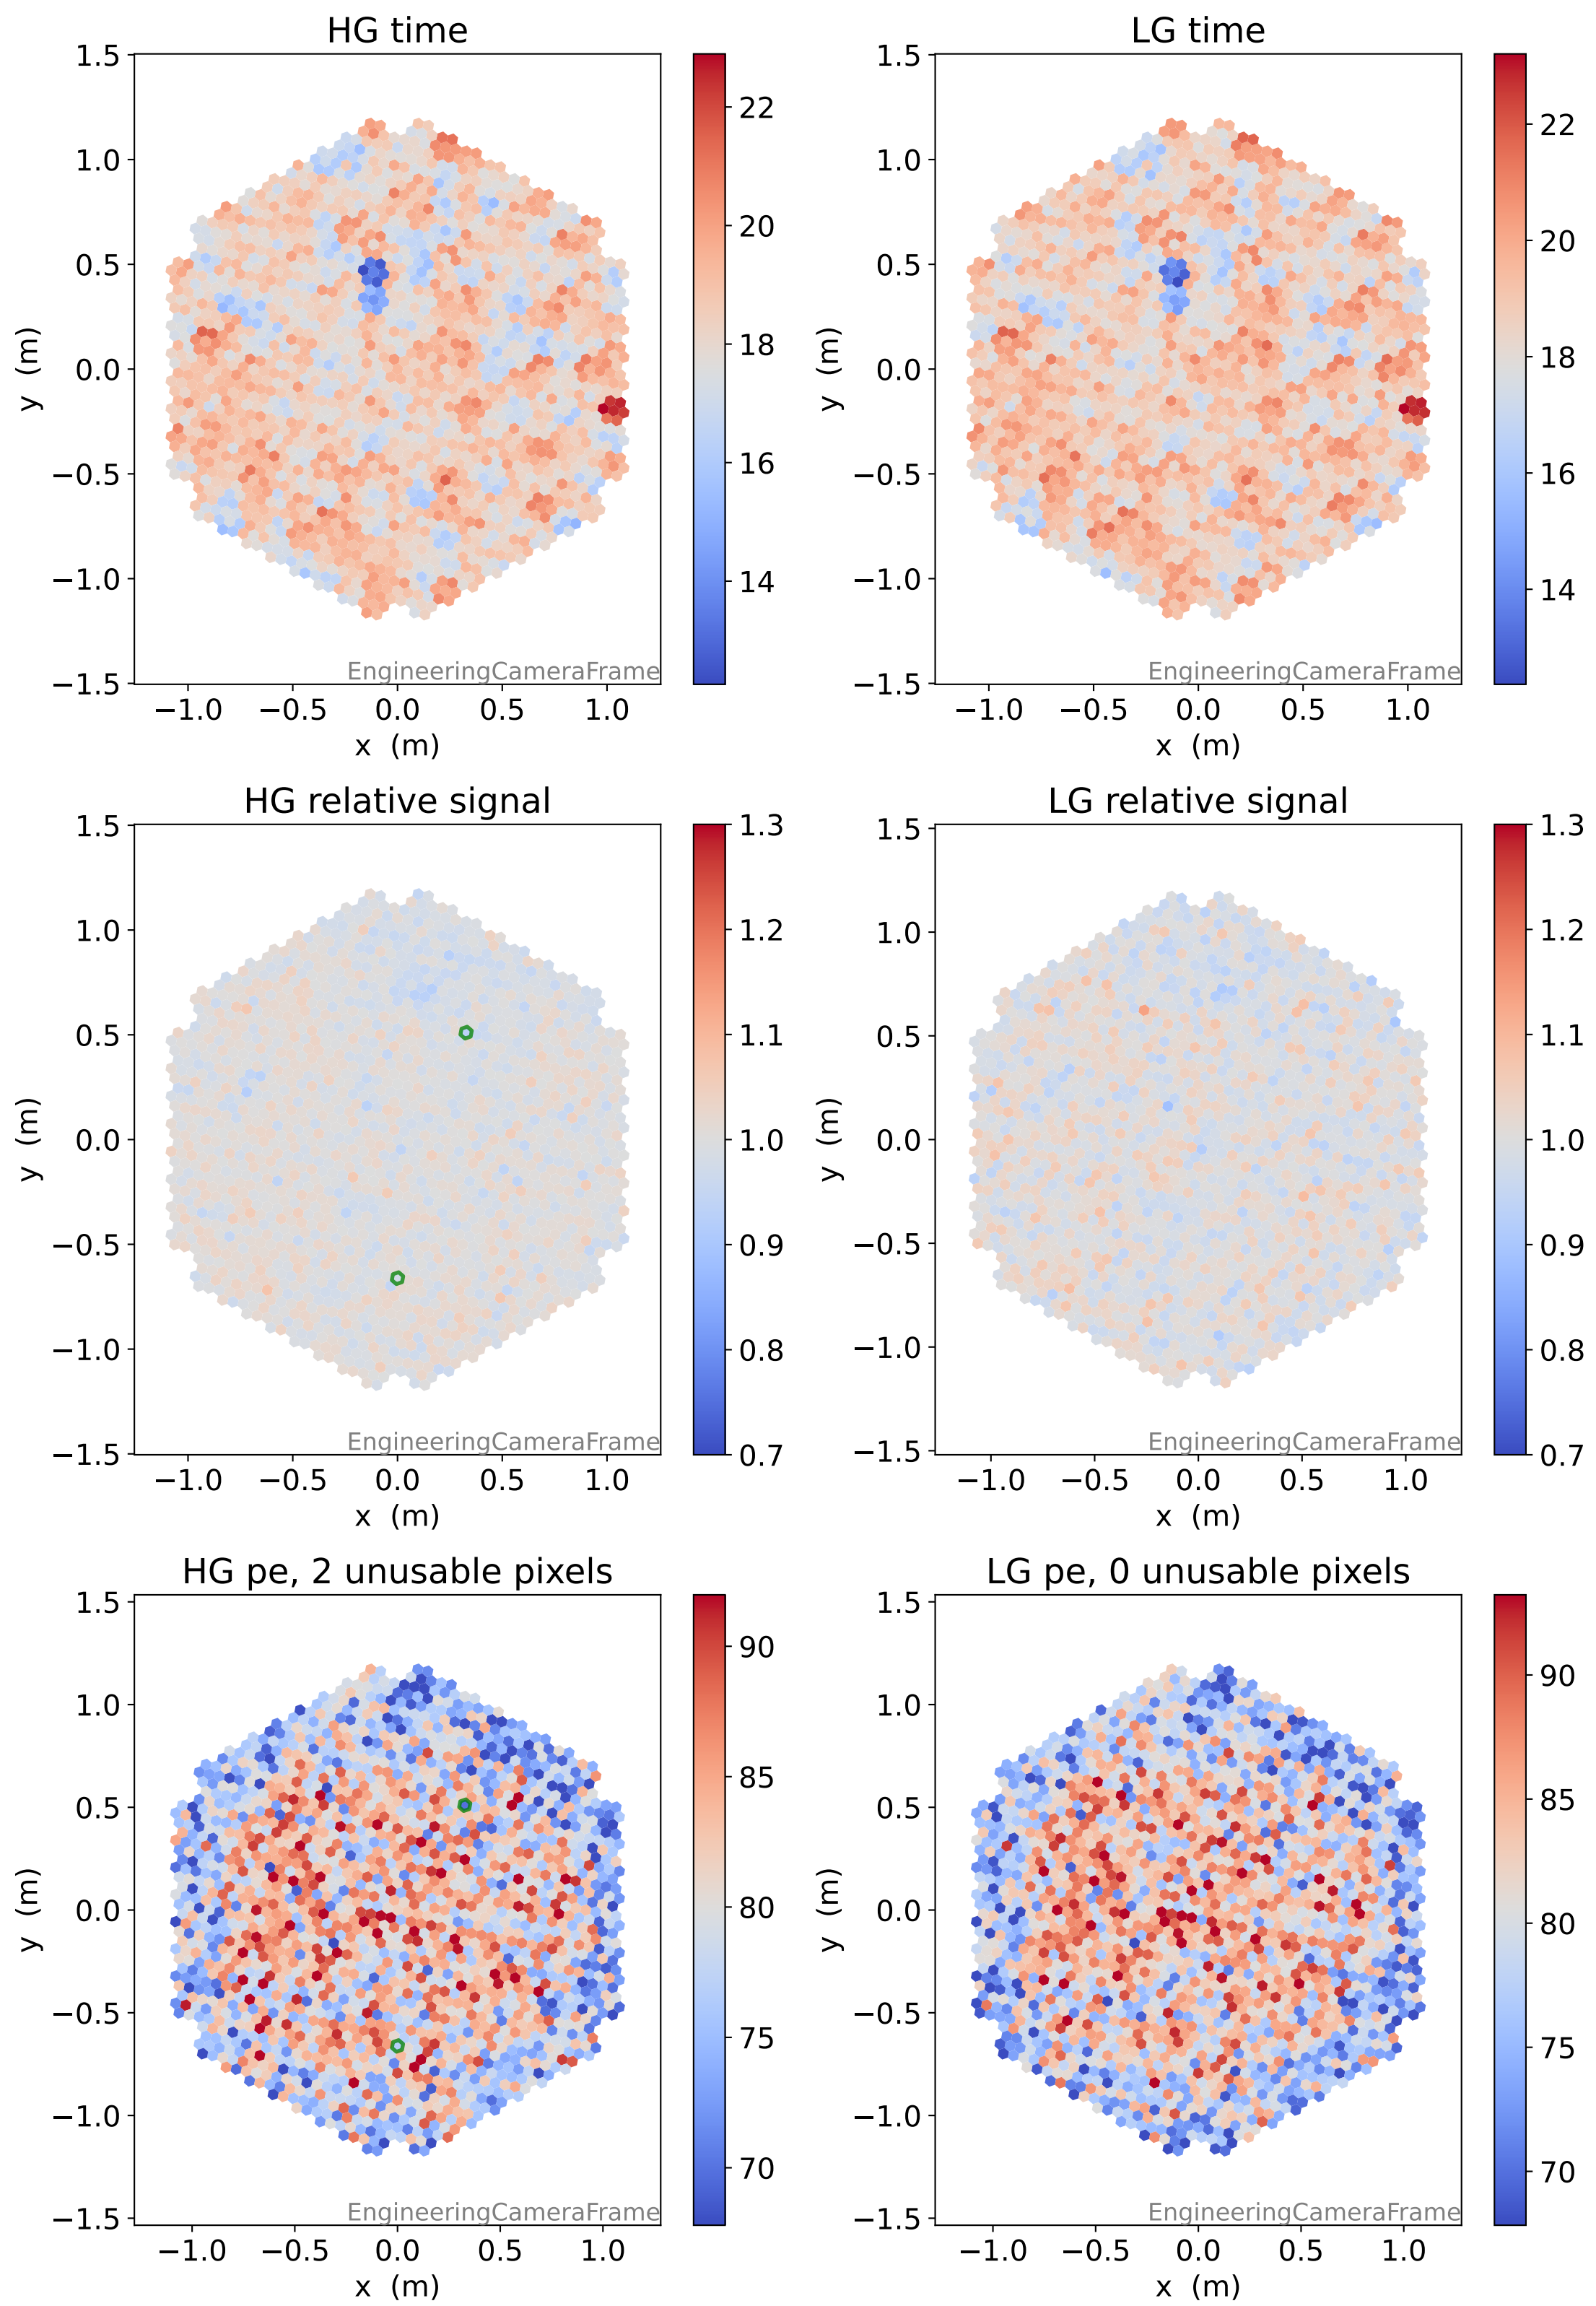 HG time
1.5
1.0
0.5
0.0
−0.5
−1.0
−1.5
y (m)
−1.0 −0.5 0.0 0.5 1.0
x (m)
EngineeringCameraFrame
22
20
18
16
14
LG time
1.5
1.0
0.5
0.0
−0.5
−1.0
−1.5
y (m)
−1.0 −0.5 0.0 0.5 1.0
x (m)
EngineeringCameraFrame
22
20
18
16
14
HG relative signal
1.5
1.0
0.5
0.0
−0.5
−1.0
−1.5
y (m)
−1.0 −0.5 0.0 0.5 1.0
x (m)
EngineeringCameraFrame
1.3
1.2
1.1
1.0
0.9
0.8
0.7
LG relative signal
1.5
1.0
0.5
0.0
−0.5
−1.0
−1.5
y (m)
−1.0 −0.5 0.0 0.5 1.0
x (m)
EngineeringCameraFrame
1.3
1.2
1.1
1.0
0.9
0.8
0.7
HG pe, 2 unusable pixels
1.5
1.0
0.5
0.0
−0.5
−1.0
−1.5
y (m)
−1.0 −0.5 0.0 0.5 1.0
x (m)
EngineeringCameraFrame
90
85
80
75
70
LG pe, 0 unusable pixels
1.5
1.0
0.5
0.0
−0.5
−1.0
−1.5
y (m)
−1.0 −0.5 0.0 0.5 1.0
x (m)
EngineeringCameraFrame
90
85
80
75
70